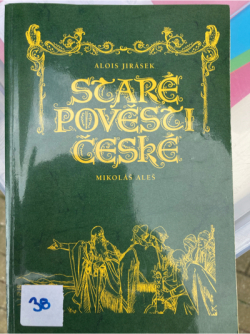 ALOIS JIRÁSEK
STARÉ
POVĚSTI
ČESKÉ
MIKOLÁŠ ALEŠ
38